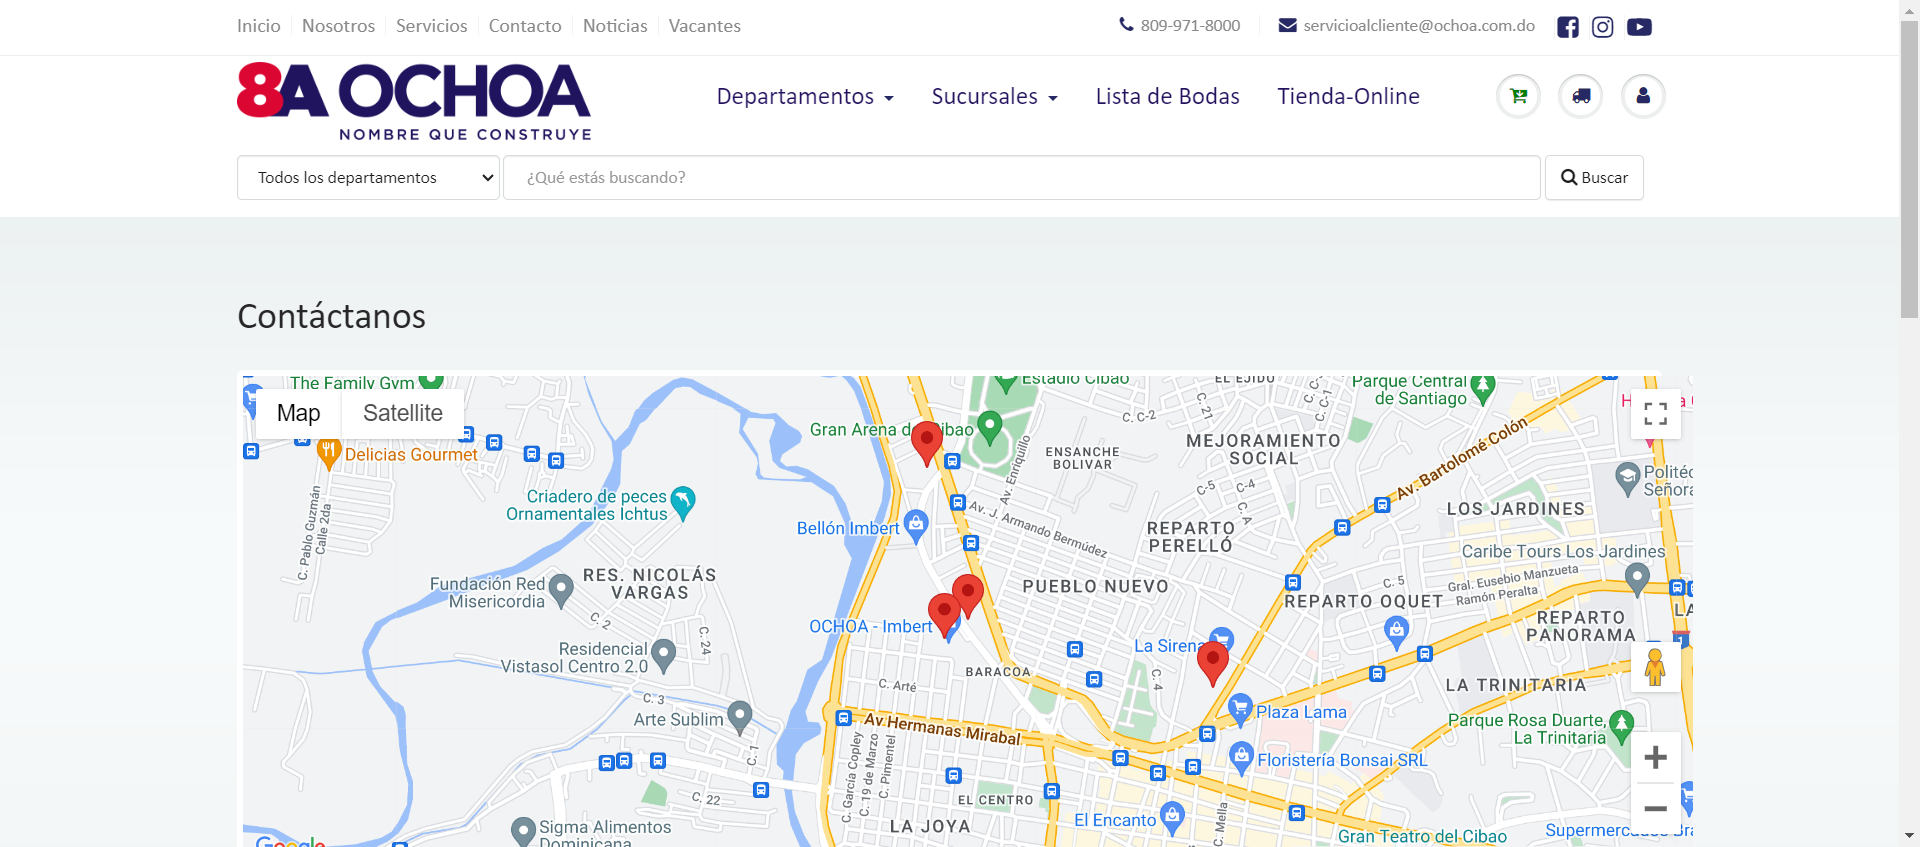 Inicio Nosotros Servicios Contacto Noticias Vacantes
809-971-8000 servicioalcliente@ochoa.com.do
8A OCHOA
NOMBRE QUE CONSTRUYE
Departamentos Sucursales Lista de Bodas Tienda-Online
Todos los departamentos ¿Qué estás buscando? Buscar
Contáctanos
The Family Gym
Map Satellite
Delicias Gourmet
Estadio Cibao
EL EJIDO
Parque Central
de Santiago
Gran Arena del Cibao
C. C-2
C. 21
C. C-1
MEJORAMIENTO
SOCIAL
Av. Bartolomé Colón
ENSANCHE
BOLIVAR
Av. Enriquillo
C. Pablo Guzmán
Calle 2da
Criadero de peces
Ornamentales Ichtus
C-5
C-4
C. A
LOS JARDINES
Bellón Imbert
Av. J. Armando Bermúdez
REPARTO
PERELLÓ
Caribe Tours Los Jardines
Fundación Red
Misericordia
RES. NICOLÁS
VARGAS
PUEBLO NUEVO
C. 5
Gral. Eusebio Manzueta
Ramón Peralta
REPARTO OQUET
C. 2
C. 24
OCHOA - Imbert
REPARTO
PANORAMA
Residencial
Vistasol Centro 2.0
La Sirena
BARACOA
C. Arté
C. 4
LA TRINITARIA
C. 3
Arte Sublim
Av Hermanas Mirabal
Plaza Lama
Parque Rosa Duarte,
La Trinitaria
C. 1
C. García Copley
C. 19 de Marzo
C. Pimentel
Floristería Bonsai SRL
C. 22
EL CENTRO
LA JOYA
El Encanto
C. Mella
Gran Teatro del Cibao
Sigma Alimentos
Dominicana
Google